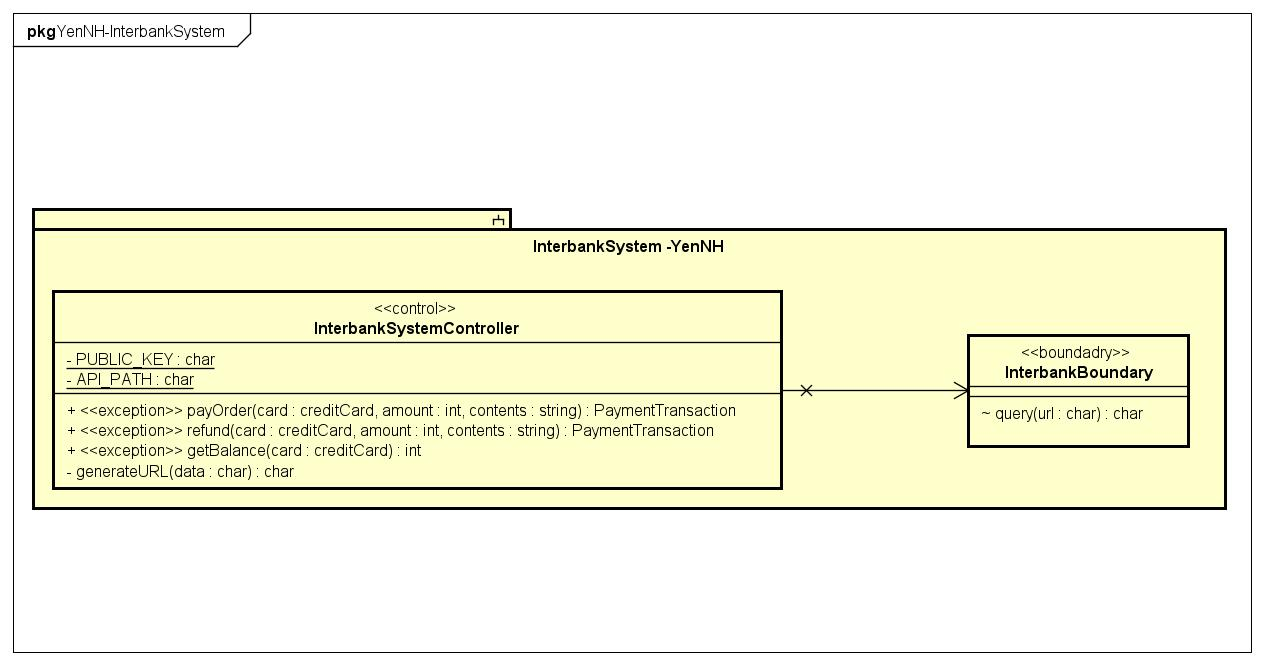 pkgYenNH-InterbankSystem
InterbankSystem -YenNH
<<control>>
InterbankSystemController
- PUBLIC_KEY : char
- API_PATH : char
+ <<exception>> payOrder(card : creditCard, amount : int, contents : string) : PaymentTransaction
+ <<exception>> refund(card : creditCard, amount : int, contents : string) : PaymentTransaction
+ <<exception>> getBalance(card : creditCard) : int
- generateURL(data : char) : char
<<boundadry>>
InterbankBoundary
~ query(url : char) : char